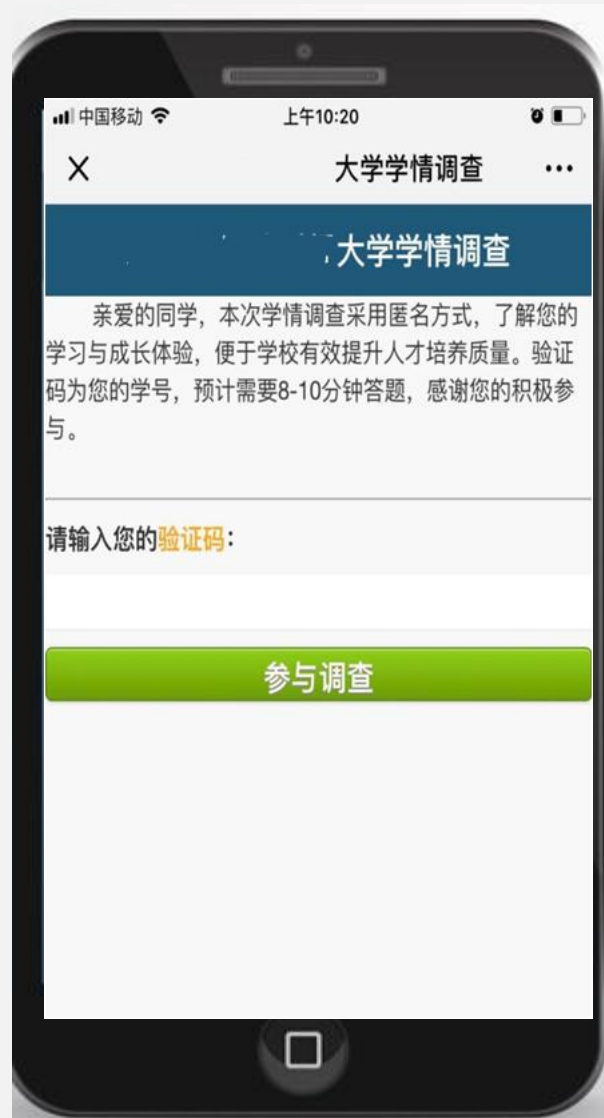 中国移动 上午10:20
大学学情调查
大学学情调查
亲爱的同学，本次学情调查采用匿名方式，了解您的
学习与成长体验，便于学校有效提升人才培养质量。验证
码为您的学号，预计需要8-10分钟答题，感谢您的积极参
与。
请输入您的验证码：
参与调查